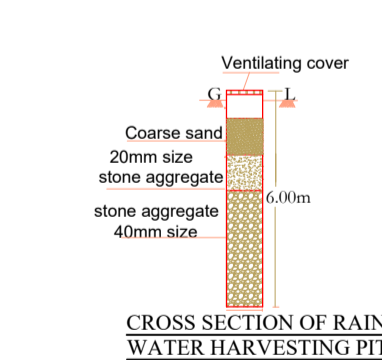 Ventilating cover
G L
Coarse sand
20mm size
stone aggregate
6.00m
stone aggregate
40mm size
CROSS SECTION OF RAIN
WATER HARVESTING PIT